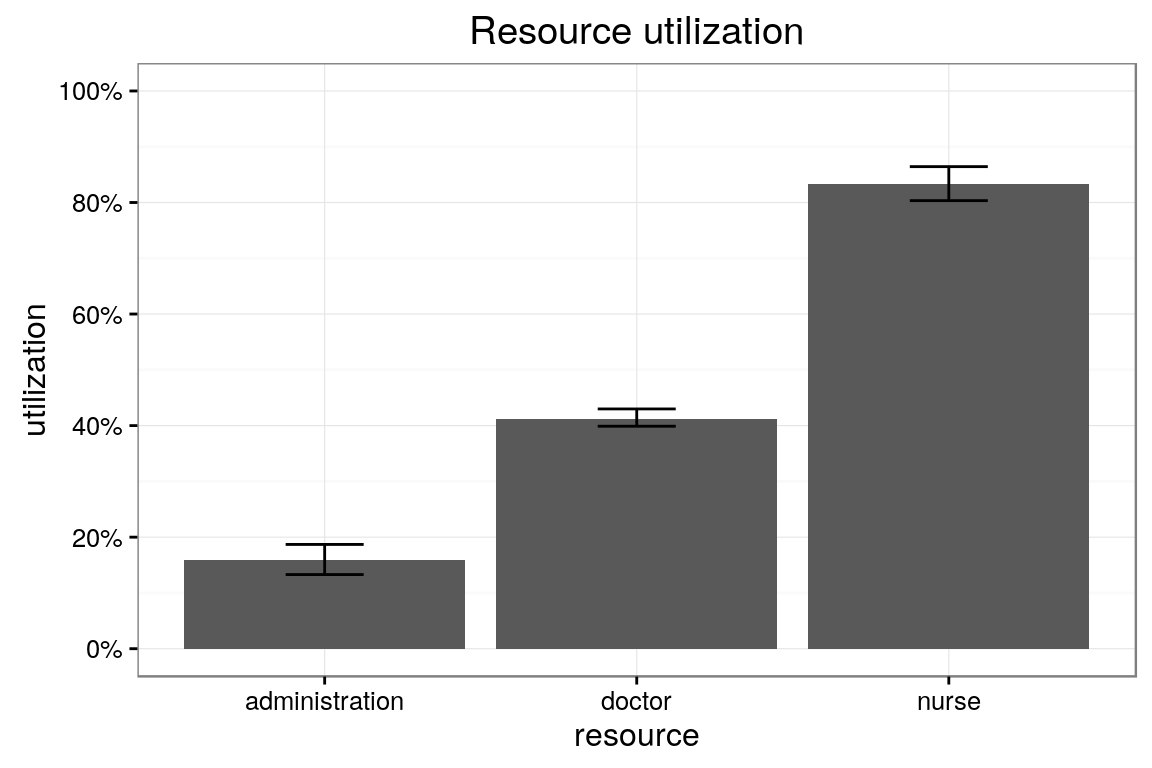 Resource utilization
100%
80%
60%
40%
20%
0%
utilization
administration
doctor
nurse
resource